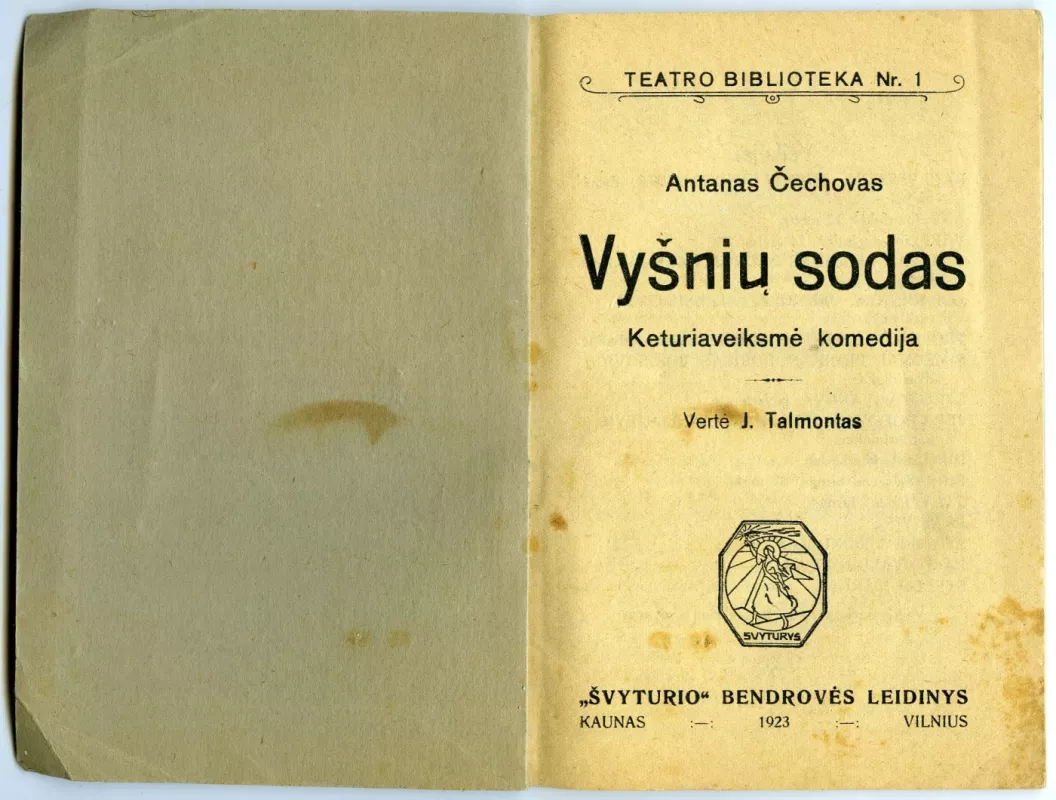 TEATRO BIBLIOTEKA Nr. 1
Antanas Čechovas
Vyšnių sodas
Keturiaveiksmė komedija
Vertė J. Talmontas
ŠVYTURYS
„ŠVYTURIO“ BENDROVĖS LEIDINYS
KAUNAS :—: 1923 :—: VILNIUS